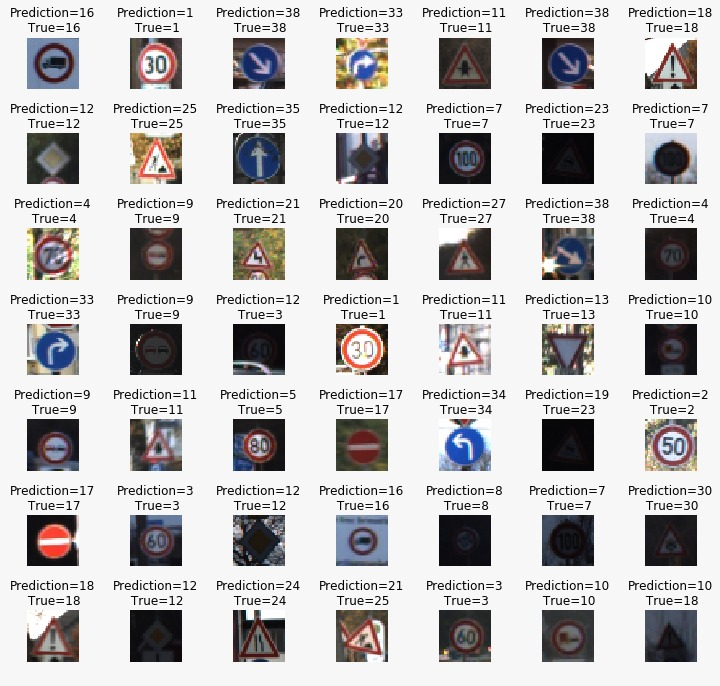 Prediction=16 Prediction=1 Prediction=38 Prediction=33 Prediction=11 Prediction=38 Prediction=18
True=16 True=1 True=38 True=33 True=11 True=38 True=18
30
Prediction=12 Prediction=25 Prediction=35 Prediction=12 Prediction=7 Prediction=23 Prediction=7
True=12 True=25 True=35 True=12 True=7 True=23 True=7
100 100
Prediction=4 Prediction=9 Prediction=21 Prediction=20 Prediction=27 Prediction=38 Prediction=4
True=4 True=9 True=21 True=20 True=27 True=38 True=4
70 70
Prediction=33 Prediction=9 Prediction=12 Prediction=1 Prediction=11 Prediction=13 Prediction=10
True=33 True=9 True=3 True=1 True=11 True=13 True=10
60 30
Prediction=9 Prediction=11 Prediction=5 Prediction=17 Prediction=34 Prediction=19 Prediction=2
True=9 True=11 True=5 True=17 True=34 True=23 True=2
80 50
Prediction=17 Prediction=3 Prediction=12 Prediction=16 Prediction=8 Prediction=7 Prediction=30
True=17 True=3 True=12 True=16 True=8 True=7 True=30
60 100
Prediction=18 Prediction=12 Prediction=24 Prediction=21 Prediction=3 Prediction=10 Prediction=10
True=18 True=12 True=24 True=25 True=3 True=10 True=18
60